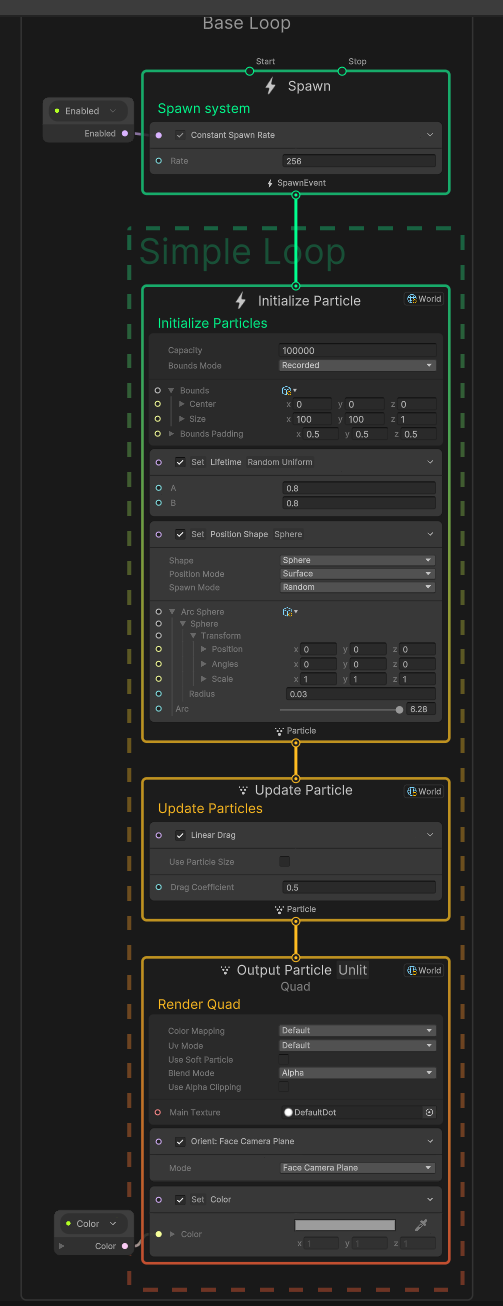 Base Loop
Start Stop
Spawn
Spawn system
Enabled
Enabled
Constant Spawn Rate
Rate 256
SpawnEvent
Simple Loop
Initialize Particle World
Initialize Particles
Capacity 100000
Bounds Mode Recorded
Bounds
Center x 0 y 0 z 0
Size x 100 y 100 z 1
Bounds Padding x 0.5 y 0.5 z 0.5
Set Lifetime Random Uniform
A 0.8
B 0.8
Set Position Shape Sphere
Shape Sphere
Position Mode Surface
Spawn Mode Random
Arc Sphere
Sphere
Transform
Position x 0 y 0 z 0
Angles x 0 y 0 z 0
Scale x 1 y 1 z 1
Radius 0.03
Arc 6.28
Particle
Update Particle World
Update Particles
Linear Drag
Use Particle Size
Drag Coefficient 0.5
Particle
Output Particle Unlit World
Quad
Render Quad
Color Mapping Default
Uv Mode Default
Use Soft Particle
Blend Mode Alpha
Use Alpha Clipping
Main Texture DefaultDot
Orient: Face Camera Plane
Mode Face Camera Plane
Set Color
Color
Color
Color
x 1 y 1 z 1